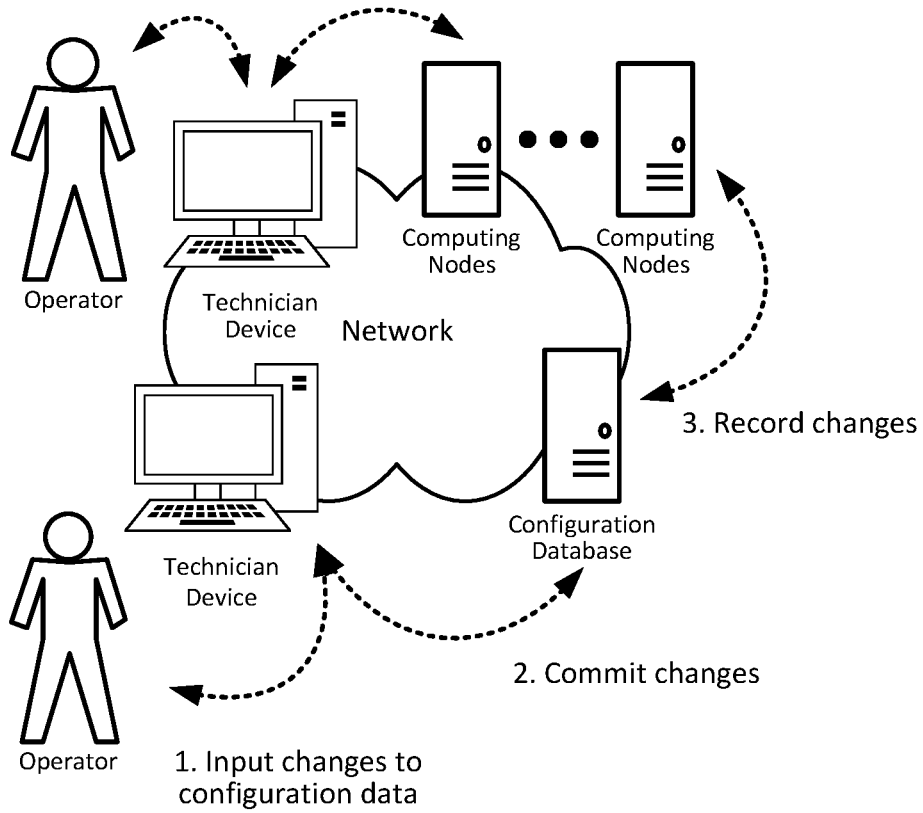 Computing
Nodes
Computing
Nodes
Operator
Technician
Device
Network
3. Record changes
Configuration
Database
Technician
Device
2. Commit changes
Operator
1. Input changes to
configuration data